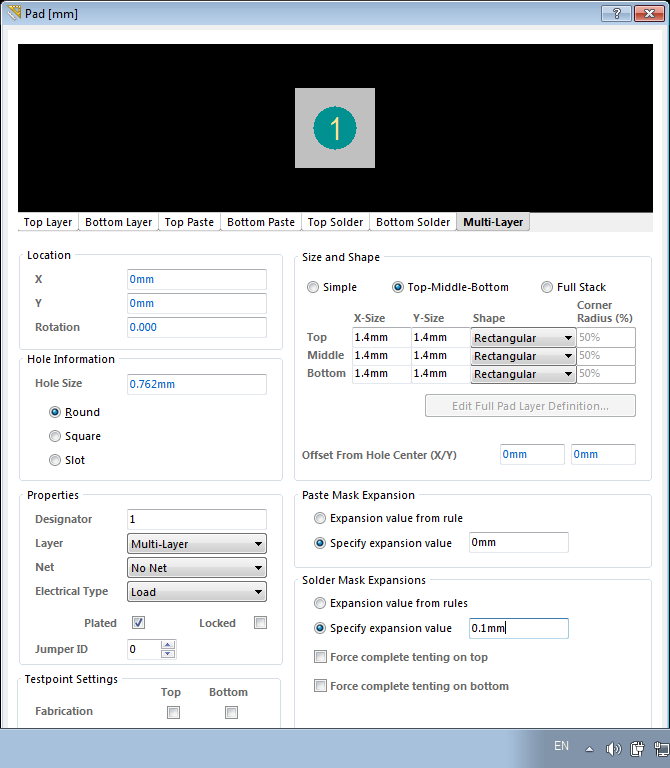 Pad [mm]
?
1
Top Layer Bottom Layer Top Paste Bottom Paste Top Solder Bottom Solder Multi-Layer
Location
X 0mm
Y 0mm
Rotation 0.000
Hole Information
Hole Size 0.762mm
Round
Square
Slot
Properties
Designator 1
Layer Multi-Layer
Net No Net
Electrical Type Load
Plated Locked
Jumper ID 0
Testpoint Settings
Top Bottom
Fabrication
Size and Shape
Simple Top-Middle-Bottom Full Stack
X-Size Y-Size Shape Corner
Radius (%)
Top 1.4mm 1.4mm Rectangular 50%
Middle 1.4mm 1.4mm Rectangular 50%
Bottom 1.4mm 1.4mm Rectangular 50%
Edit Full Pad Layer Definition...
Offset From Hole Center (X/Y) 0mm 0mm
Paste Mask Expansion
Expansion value from rule
Specify expansion value 0mm
Solder Mask Expansions
Expansion value from rules
Specify expansion value 0.1mm
Force complete tenting on top
Force complete tenting on bottom
EN